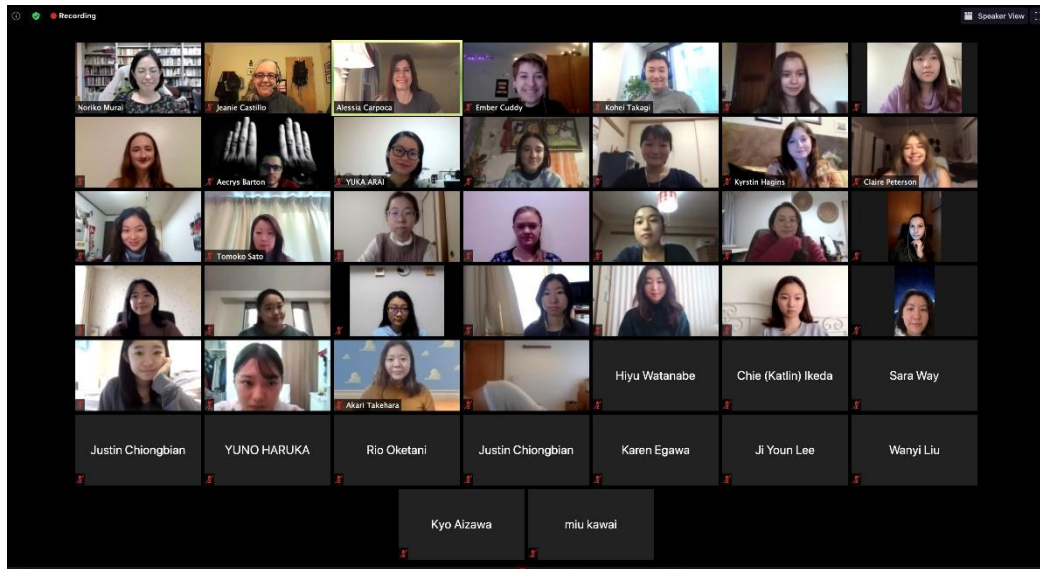 Recording
Speaker View
Noriko Murai
Jeanie Castillo
Alessia Carpoca
Ember Cuddy
Kohei Takagi
Aecrys Barton
YUKA ARAI
Kyrstin Hagins
Claire Peterson
Tomoko Sato
Akari Takehara
Hiyu Watanabe
Chie (Katlin) Ikeda
Sara Way
Justin Chiongbian
YUNO HARUKA
Rio Oketani
Justin Chiongbian
Karen Egawa
Ji Youn Lee
Wanyi Liu
Kyo Aizawa
miu kawai